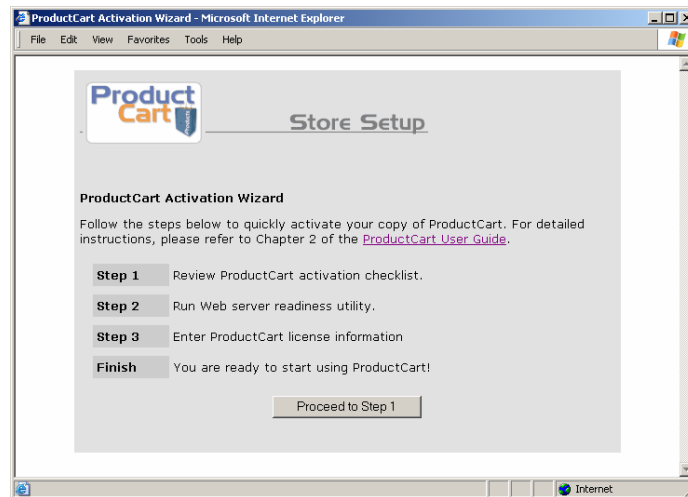 ProductCart Activation Wizard - Microsoft Internet Explorer
File Edit View Favorites Tools Help
Product
Cart
Store Setup
ProductCart Activation Wizard
Follow the steps below to quickly activate your copy of ProductCart. For detailed
instructions, please refer to Chapter 2 of the ProductCart User Guide.
Step 1 Review ProductCart activation checklist.
Step 2 Run Web server readiness utility.
Step 3 Enter ProductCart license information
Finish You are ready to start using ProductCart!
Proceed to Step 1
Internet